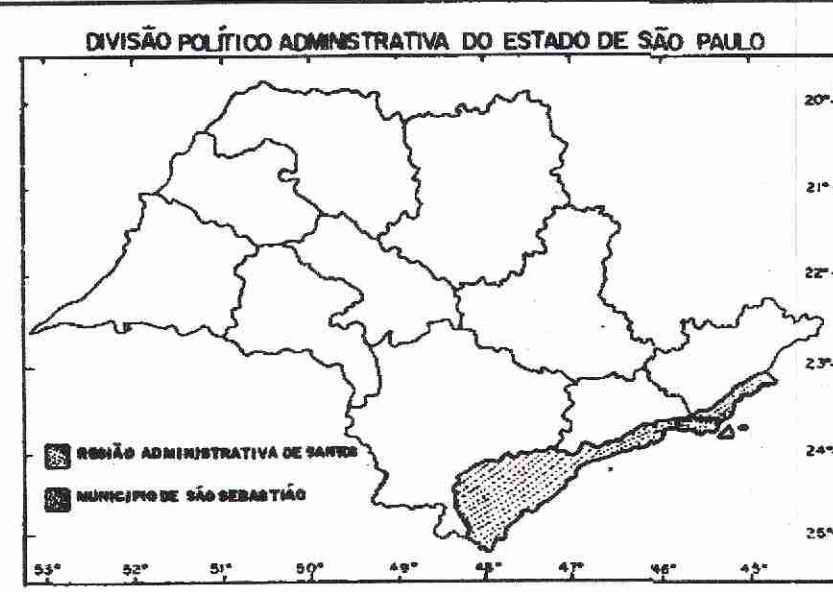 DIVISÃO POLÍTICO ADMINISTRATIVA DO ESTADO DE SÃO PAULO
20°
21°
22°
23°
24°
25°
REGIÃO ADMINISTRATIVA DE SANTOS
MUNICIPIO DE SÃO SEBASTIÃO
53° 52° 51° 50° 49° 48° 47° 46° 45°